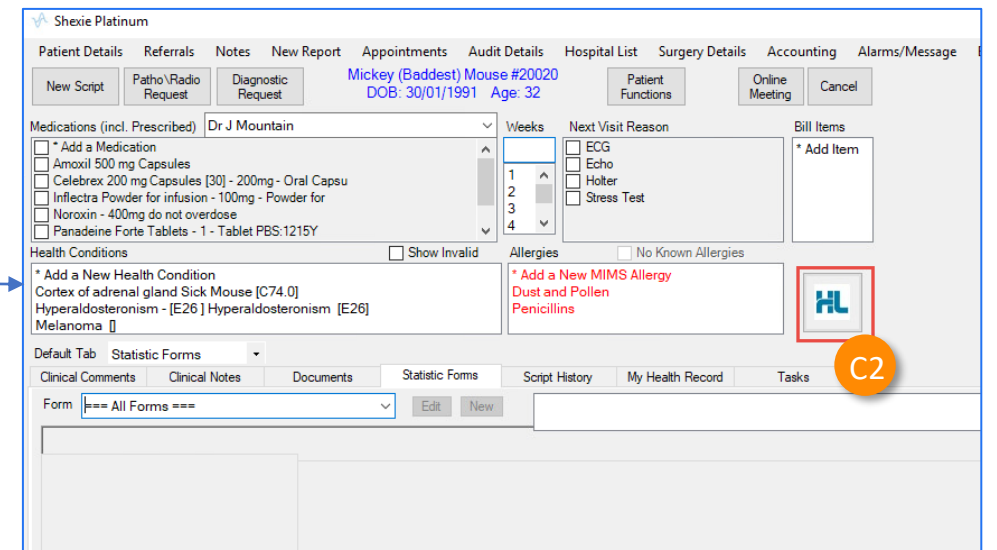 Shexie Platinum
Patient Details Referrals Notes New Report Appointments Audit Details Hospital List Surgery Details Accounting Alarms/Message
New Script
Patho\Radio
Request
Diagnostic
Request
Mickey (Baddest) Mouse #20020
DOB: 30/01/1991 Age: 32
Patient
Functions
Online
Meeting
Cancel
Medications (incl. Prescribed) Dr J Mountain
* Add a Medication
Amoxil 500 mg Capsules
Celebrex 200 mg Capsules [30] - 200mg - Oral Capsu
Inflectra Powder for infusion - 100mg - Powder for
Noroxin - 400mg do not overdose
Panadeine Forte Tablets - 1 - Tablet PBS:1215Y
Weeks
1
2
3
4
Next Visit Reason
ECG
Echo
Holter
Stress Test
Bill Items
* Add Item
Health Conditions Show Invalid
* Add a New Health Condition
Cortex of adrenal gland Sick Mouse [C74.0]
Hyperaldosteronism - [E26 ] Hyperaldosteronism [E26]
Melanoma []
Allergies No Known Allergies
* Add a New MIMS Allergy
Dust and Pollen
Penicillins
HL
C2
Default Tab Statistic Forms
Clinical Comments Clinical Notes Documents Statistic Forms Script History My Health Record Tasks
Form === All Forms === Edit New